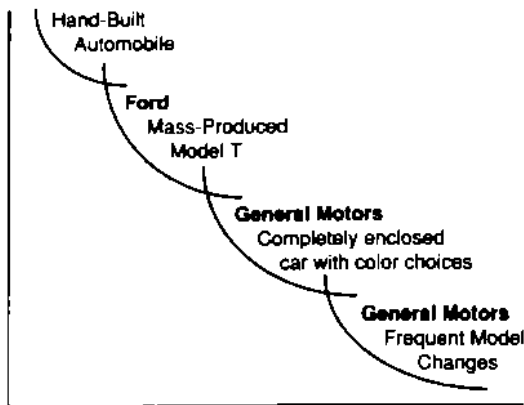 Hand-Built
Automobile
Ford
Mass-Produced
Model T
General Motors
Completely enclosed
car with color choices
General Motors
Frequent Model
Changes